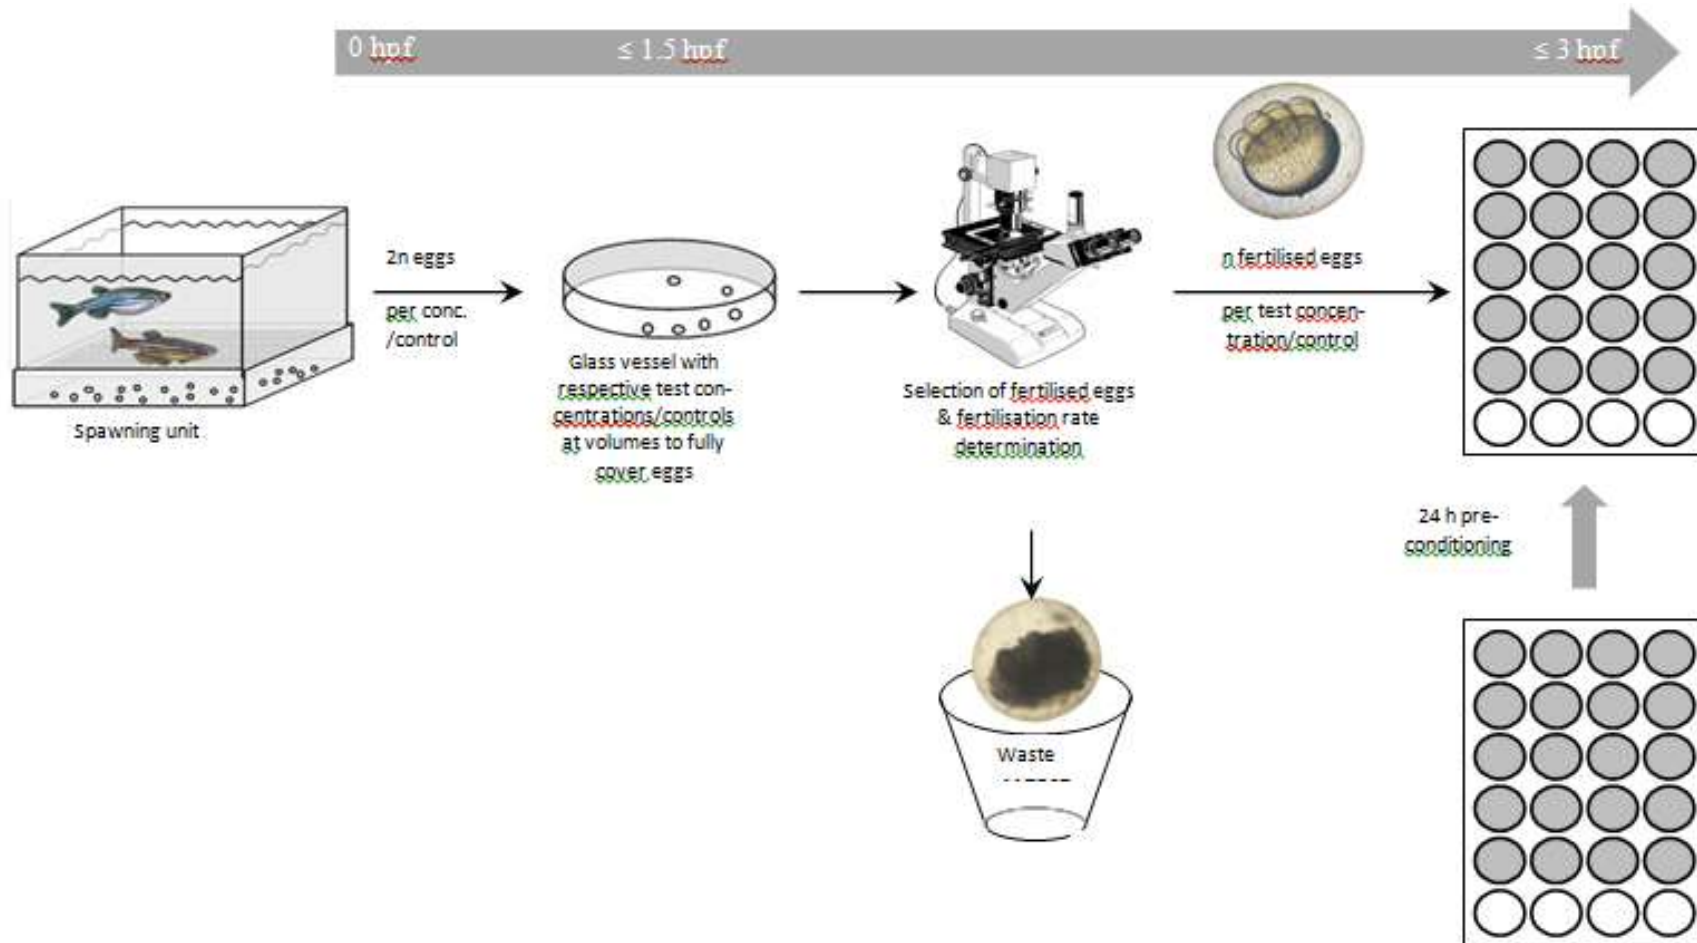 0 hpf
≤ 1.5 hpf
≤ 3 hpf
2n eggs
per conc.
/control
Spawning unit
Glass vessel with
respective test con-
centrations/controls
at volumes to fully
cover eggs
Selection of fertilised eggs
& fertilisation rate
determination
n fertilised eggs
per test concen-
tration/control
24 h pre-
conditioning
Waste